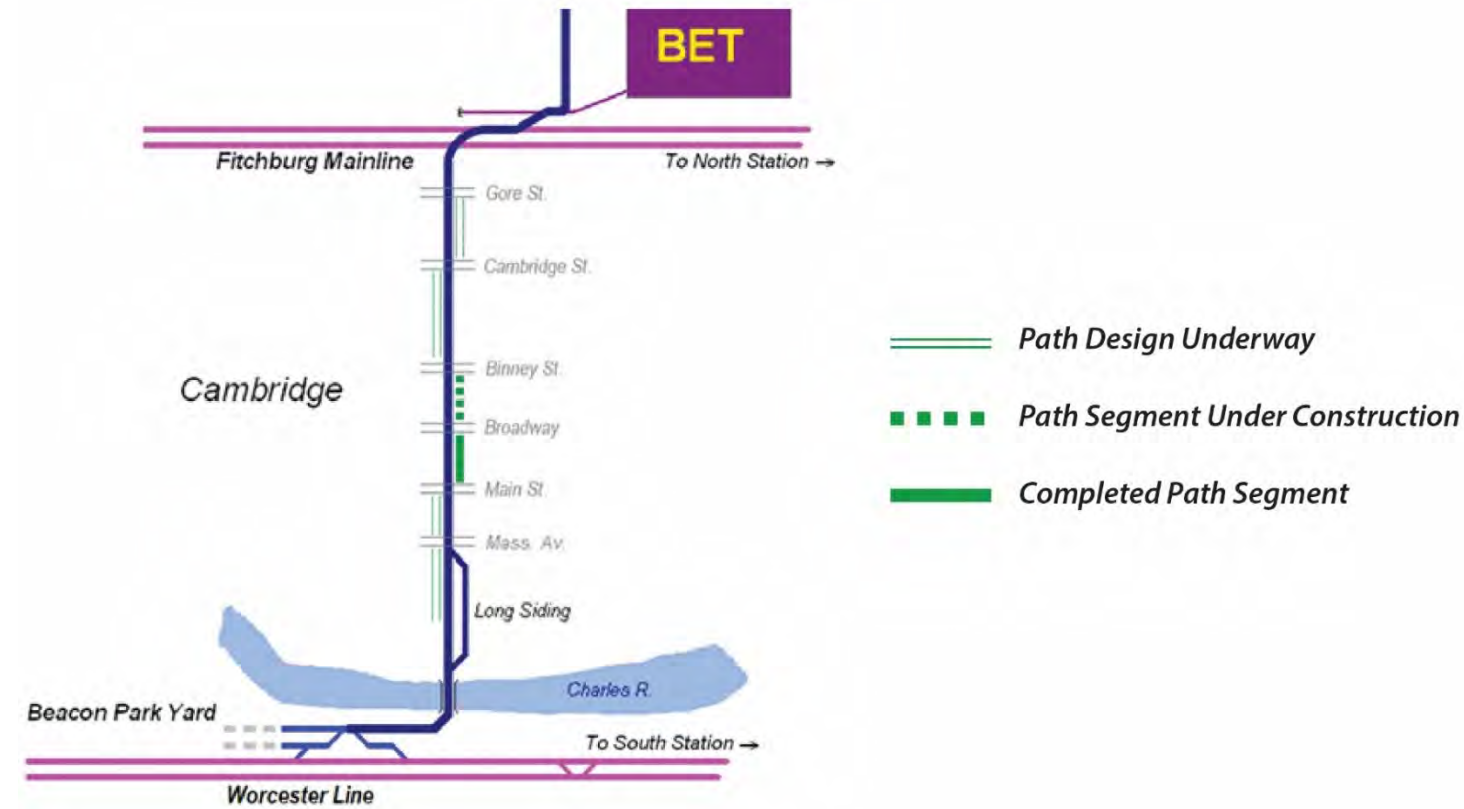 BET
Fitchburg Mainline
To North Station →
Gore St.
Cambridge St.
Binney St.
Cambridge
Broadway
Main St.
Mass. Av.
Long Siding
Charles R.
Beacon Park Yard
To South Station →
Worcester Line
Path Design Underway
Path Segment Under Construction
Completed Path Segment